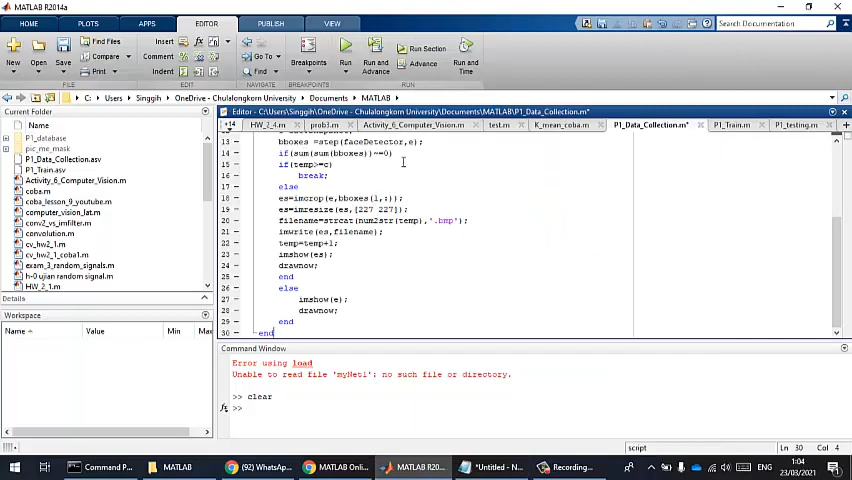 MATLAB R2014a
HOME PLOTS APPS EDITOR PUBLISH VIEW Search Documentation
New Open Save Find Files Compare Print Insert Comment Indent Go To Find Breakpoints Run Run and Advance Run Section Advance Run and Time
FILE EDIT NAVIGATE BREAKPOINTS RUN
C: Users Singgih OneDrive - Chulalongkorn University Documents MATLAB
Current Folder
Name
P1_database
pic_me_mask
P1_Data_Collection.asv
P1_Train.asv
Activity_6_Computer_Vision.m
coba.m
coba_lesson_9_youtube.m
computer_vision_lat.m
conv2_vs_imfilter.m
convolution.m
cv_hw2_1.m
cv_hw2_1_coba1.m
exam_3_random_signals.m
h-0 ujian random signal.m
HW_2_1.m
Details
Workspace
Name Value Min Max
Editor - C:\Users\Singgih\OneDrive - Chulalongkorn University\Documents\MATLAB\P1_Data_Collection.m*
+14 HW_2_4.m prob3.m Activity_6_Computer_Vision.m test.m K_mean_coba.m P1_Data_Collection.m* P1_Train.m P1_testing.m
13 bboxes =step(faceDetector,e);
14 if(sum(sum(bboxes))~=0)
15 if(temp>=c)
16 break;
17 else
18 es=imcrop(e,bboxes(1,:));
19 es=imresize(es,[227 227]);
20 filename=strcat(num2str(temp),'.bmp');
21 imwrite(es,filename);
22 temp=temp+1;
23 imshow(es);
24 drawnow;
25 end
26 else
27 imshow(e);
28 drawnow;
29 end
30 end
Command Window
Error using load
Unable to read file 'myNet1': no such file or directory.
>> clear
fx >>
script Ln 30 Col 4
Command P... MATLAB (92) WhatsApp... MATLAB Onl... MATLAB R20... *Untitled - N... Recording... ENG 1:04
23/03/2021